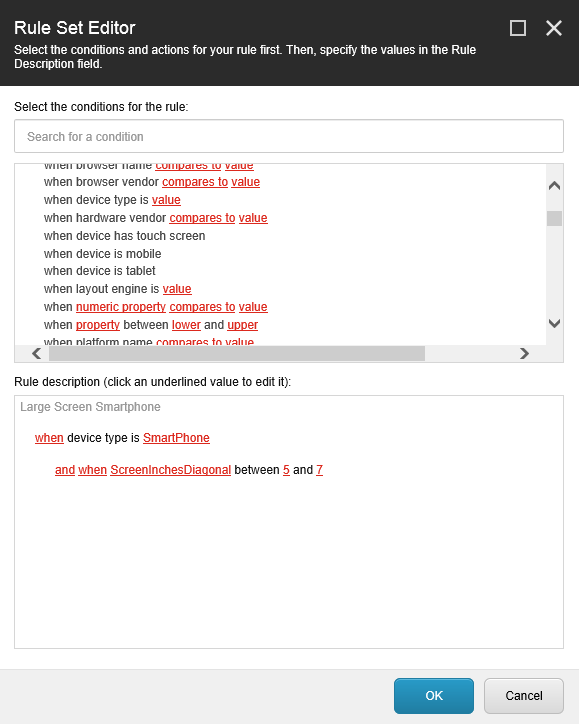 Rule Set Editor
Select the conditions and actions for your rule first. Then, specify the values in the Rule
Description field.
Select the conditions for the rule:
Search for a condition
when browser name compares to value
when browser vendor compares to value
when device type is value
when hardware vendor compares to value
when device has touch screen
when device is mobile
when device is tablet
when layout engine is value
when numeric property compares to value
when property between lower and upper
when platform name compares to value
Rule description (click an underlined value to edit it):
Large Screen Smartphone
when device type is SmartPhone
and when ScreenInchesDiagonal between 5 and 7
OK
Cancel